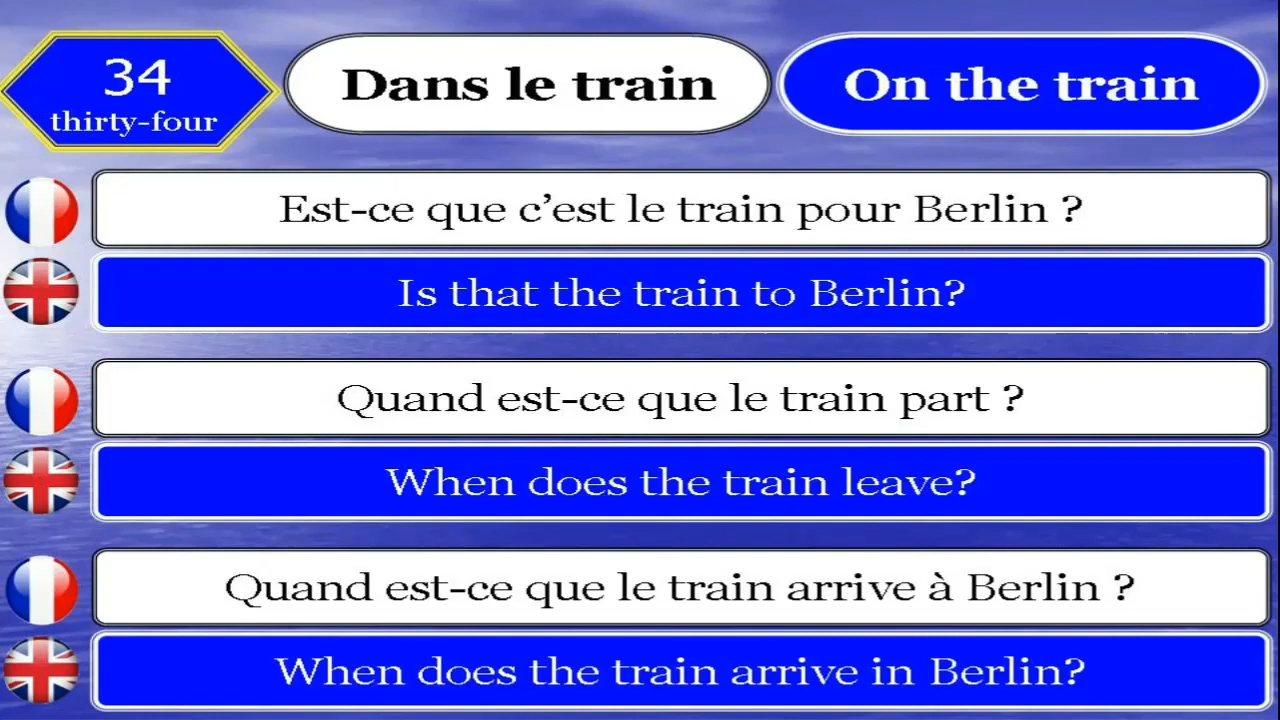 34
thirty-four
Dans le train
On the train
Est-ce que c’est le train pour Berlin ?
Is that the train to Berlin?
Quand est-ce que le train part ?
When does the train leave?
Quand est-ce que le train arrive à Berlin ?
When does the train arrive in Berlin?